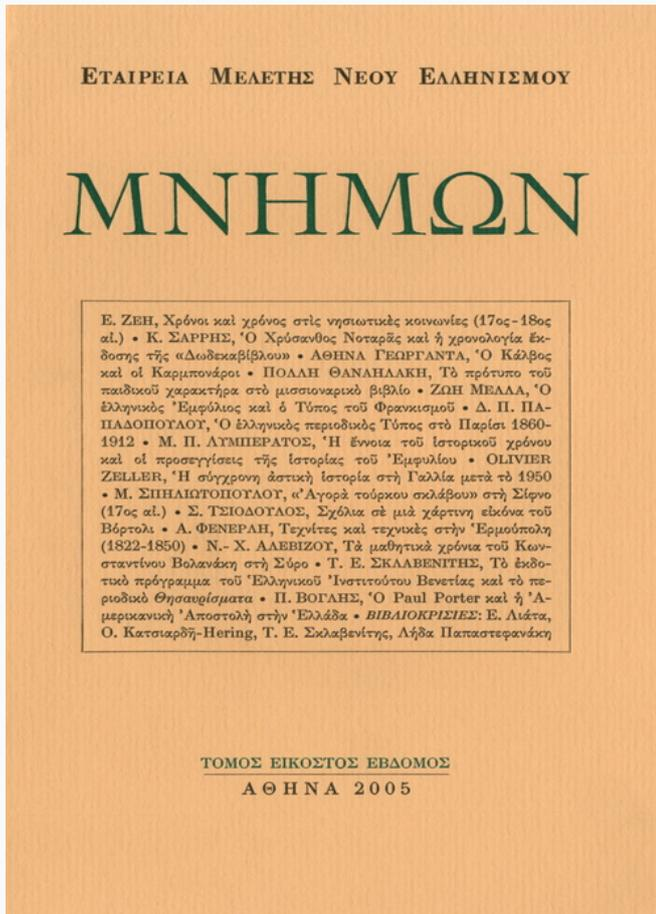 ΕΤΑΙΡΕΙΑ ΜΕΛΕΤΗΣ ΝΕΟΥ ΕΛΛΗΝΙΣΜΟΥ
ΜΝΗΜΩΝ
Ε. ΖΕΗ, Χρόνοι καὶ χρόνος στὶς νησιωτικὲς κοινωνίες (17ος-18ος
αἰ.) • Κ. ΣΑΡΡΗΣ, Ὁ Χρύσανθος Νοταρᾶς καὶ ἡ χρονολογία ἔκ-
δοσης τῆς «Δωδεκαβίβλου» • ΑΘΗΝΑ ΓΕΩΡΓΑΝΤΑ, Ὁ Κάλβος
καὶ οἱ Καρμπονάροι • ΠΟΛΛΗ ΘΑΝΑΗΛΑΚΗ, Τὸ πρότυπο τοῦ
παιδικοῦ χαρακτήρα στὸ μισσιοναρικὸ βιβλίο • ΖΩΗ ΜΕΛΛΑ, Ὁ
ἑλληνικὸς Ἐμφύλιος καὶ ὁ Τύπος τοῦ Φρανκισμοῦ • Δ. Π. ΠΑ-
ΠΑΔΟΠΟΥΛΟΥ, Ὁ ἑλληνικὸς περιοδικὸς Τύπος στὸ Παρίσι 1860-
1912 • Μ. Π. ΛΥΜΠΕΡΑΤΟΣ, Ἡ ἔννοια τοῦ ἱστορικοῦ χρόνου
καὶ οἱ προσεγγίσεις τῆς ἱστορίας τοῦ Ἐμφυλίου • OLIVIER
ZELLER, Ἡ σύγχρονη ἀστικὴ ἱστορία στὴ Γαλλία μετὰ τὸ 1950
• Μ. ΣΠΗΛΙΩΤΟΠΟΥΛΟΥ, «Ἀγορὰ τούρκου σκλάβου» στὴ Σίφνο
(17ος αἰ.) • Σ. ΤΣΙΟΔΟΥΛΟΣ, Σχόλια σὲ μιὰ χάρτινη εἰκόνα τοῦ
Βόρτολι • Α. ΦΕΝΕΡΛΗ, Τεχνίτες καὶ τεχνικὲς στὴν Ἑρμούπολη
(1822-1850) • Ν.- Χ. ΑΛΕΒΙΖΟΥ, Τὰ μαθητικὰ χρόνια τοῦ Κων-
σταντίνου Βολανάκη στὴ Σύρο • Τ. Ε. ΣΚΛΑΒΕΝΙΤΗΣ, Τὸ ἐκδο-
τικὸ πρόγραμμα τοῦ Ἑλληνικοῦ Ἰνστιτούτου Βενετίας καὶ τὸ πε-
ριοδικὸ Θησαυρίσματα • Π. ΒΟΓΛΗΣ, Ὁ Paul Porter καὶ ἡ Ἀ-
μερικανικὴ Ἀποστολὴ στὴν Ἑλλάδα • ΒΙΒΛΙΟΚΡΙΣΙΕΣ: Ε. Λιάτα,
Ο. Κατσιαρδῆ-Hering, Τ. Ε. Σκλαβενίτης, Λήδα Παπαστεφανάκη
ΤΟΜΟΣ ΕΙΚΟΣΤΟΣ ΕΒΔΟΜΟΣ
ΑΘΗΝΑ 2005